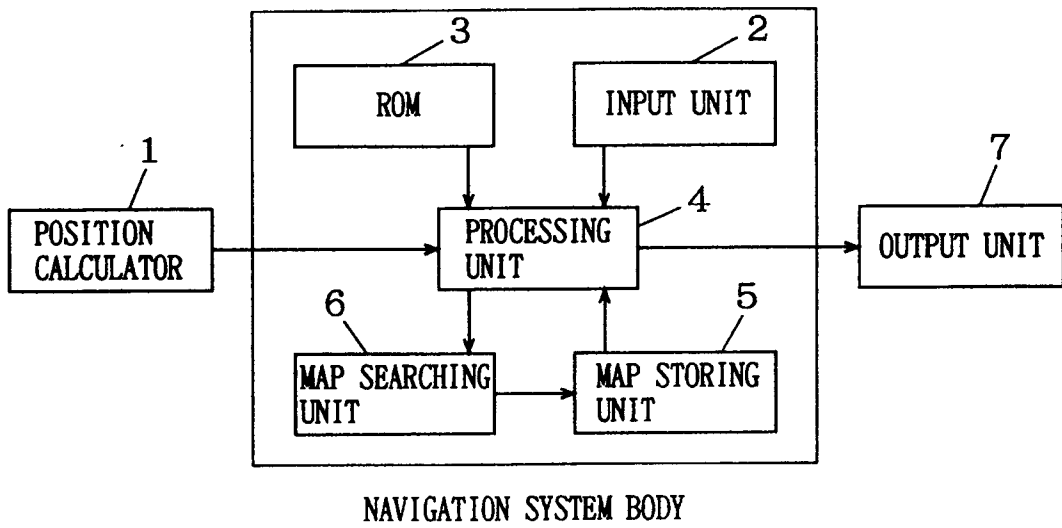 3
2
ROM
INPUT UNIT
1
4
7
POSITION
CALCULATOR
PROCESSING
UNIT
OUTPUT UNIT
6
5
MAP SEARCHING
UNIT
MAP STORING
UNIT
NAVIGATION SYSTEM BODY